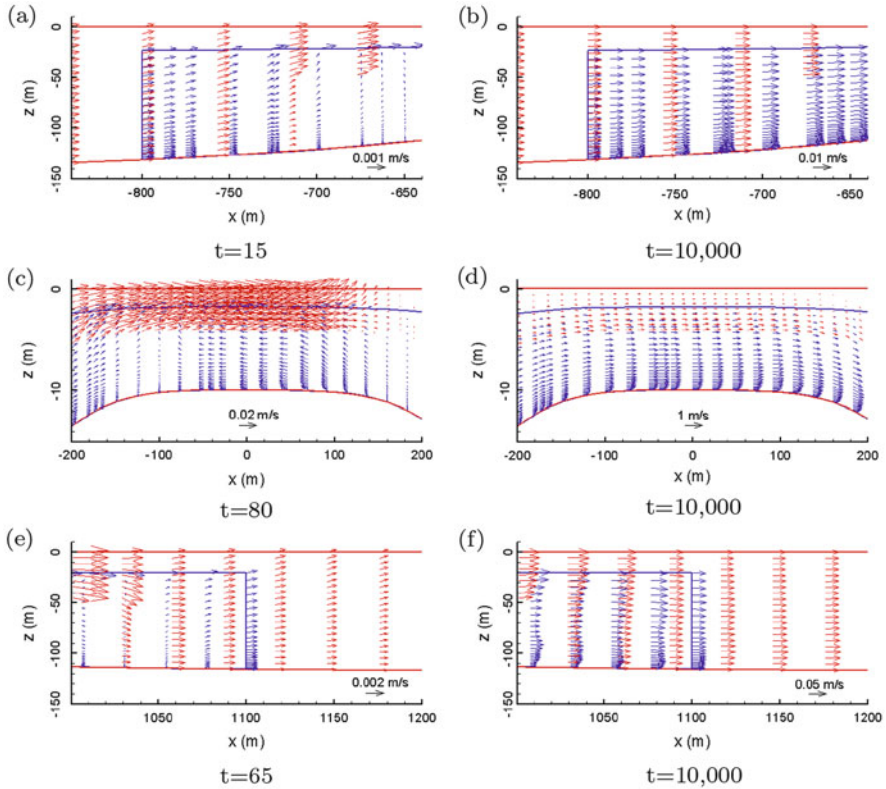 (a)
0
-50
-100
-150
z (m)
0.001 m/s
-800
-750
-700
-650
x (m)
t=15
(b)
0
-50
-100
-150
z (m)
0.01 m/s
-800
-750
-700
-650
x (m)
t=10,000
(c)
0
-10
z (m)
0.02 m/s
-200
-100
0
100
200
x (m)
t=80
(d)
0
-10
z (m)
1 m/s
-200
-100
0
100
200
x (m)
t=10,000
(e)
0
-50
-100
-150
z (m)
0.002 m/s
1050
1100
1150
1200
x (m)
t=65
(f)
0
-50
-100
-150
z (m)
0.05 m/s
1050
1100
1150
1200
x (m)
t=10,000